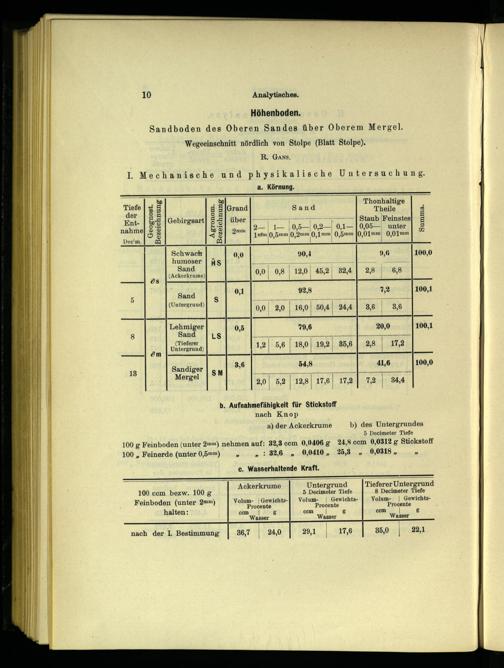 10 Analytisches.
Höhenboden.
Sandboden des Oberen Sandes über Oberem Mergel.
Wegeeinschnitt nördlich von Stolpe (Blatt Stolpe).
R. Gans.
I. Mechanische und physikalische Untersuchung.
a. Körnung.
Tiefe der Entnahme Decim. Geognost. Bezeichnung Gebirgsart Agronom. Bezeichnung Grand über 2mm Sand Thonhaltige Theile Summa.
2—1mm 1—0,5mm 0,5—0,2mm 0,2—0,1mm 0,1—0,5mm Staub 0,05—0,01mm Feinstes unter 0,01mm
∂s Schwach humoser Sand (Ackerkrume) HS 0,0 90,4 9,6 100,0
0,0 0,8 12,0 45,2 32,4 2,8 6,8
5 Sand (Untergrund) S 0,1 92,8 7,2 100,1
0,0 2,0 16,0 50,4 24,4 3,6 3,6
8 ∂m Lehmiger Sand (Tieferer Untergrund) LS 0,5 79,6 20,0 100,1
1,2 5,6 18,0 19,2 35,6 2,8 17,2
13 Sandiger Mergel SM 3,6 54,8 41,6 100,0
2,0 5,2 12,8 17,6 17,2 7,2 34,4
b. Aufnahmefähigkeit für Stickstoff
nach Knop
a) der Ackerkrume b) des Untergrundes
5 Decimeter Tiefe
100 g Feinboden (unter 2mm) nehmen auf: 32,3 ccm 0,0406 g 24,8 ccm 0,0312 g Stickstoff
100 „ Feinerde (unter 0,5mm) „ „ : 32,6 „ 0,0410 „ 25,3 „ 0,0318 „ „
c. Wasserhaltende Kraft.
100 ccm bezw. 100 g Feinboden (unter 2mm) halten: Ackerkrume Untergrund 5 Decimeter Tiefe Tieferer Untergrund 8 Decimeter Tiefe
Volum- Gewichts- Volum- Gewichts- Volum- Gewichts-
Procente Procente Procente
ccm g ccm g ccm g
Wasser Wasser Wasser
nach der I. Bestimmung 36,7 24,0 29,1 17,6 35,0 22,1